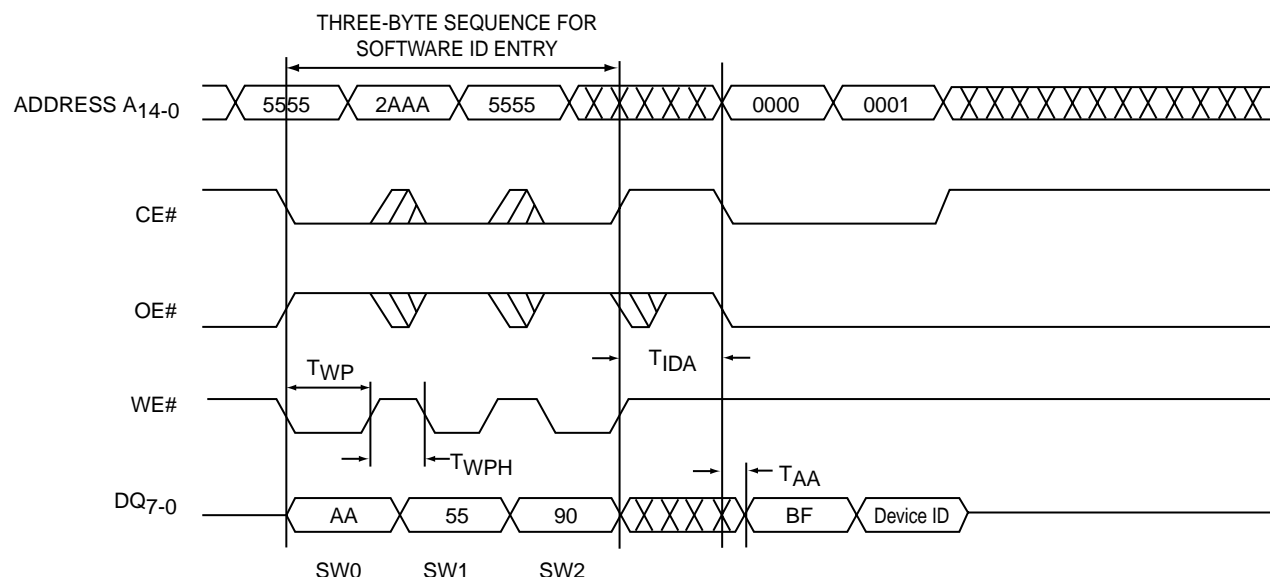 THREE-BYTE SEQUENCE FOR
SOFTWARE ID ENTRY
ADDRESS A14-0
5555
2AAA
5555
0000
0001
CE#
OE#
TWP
TIDA
WE#
TWPH
TAA
DQ7-0
AA
55
90
BF
Device ID
SW0
SW1
SW2